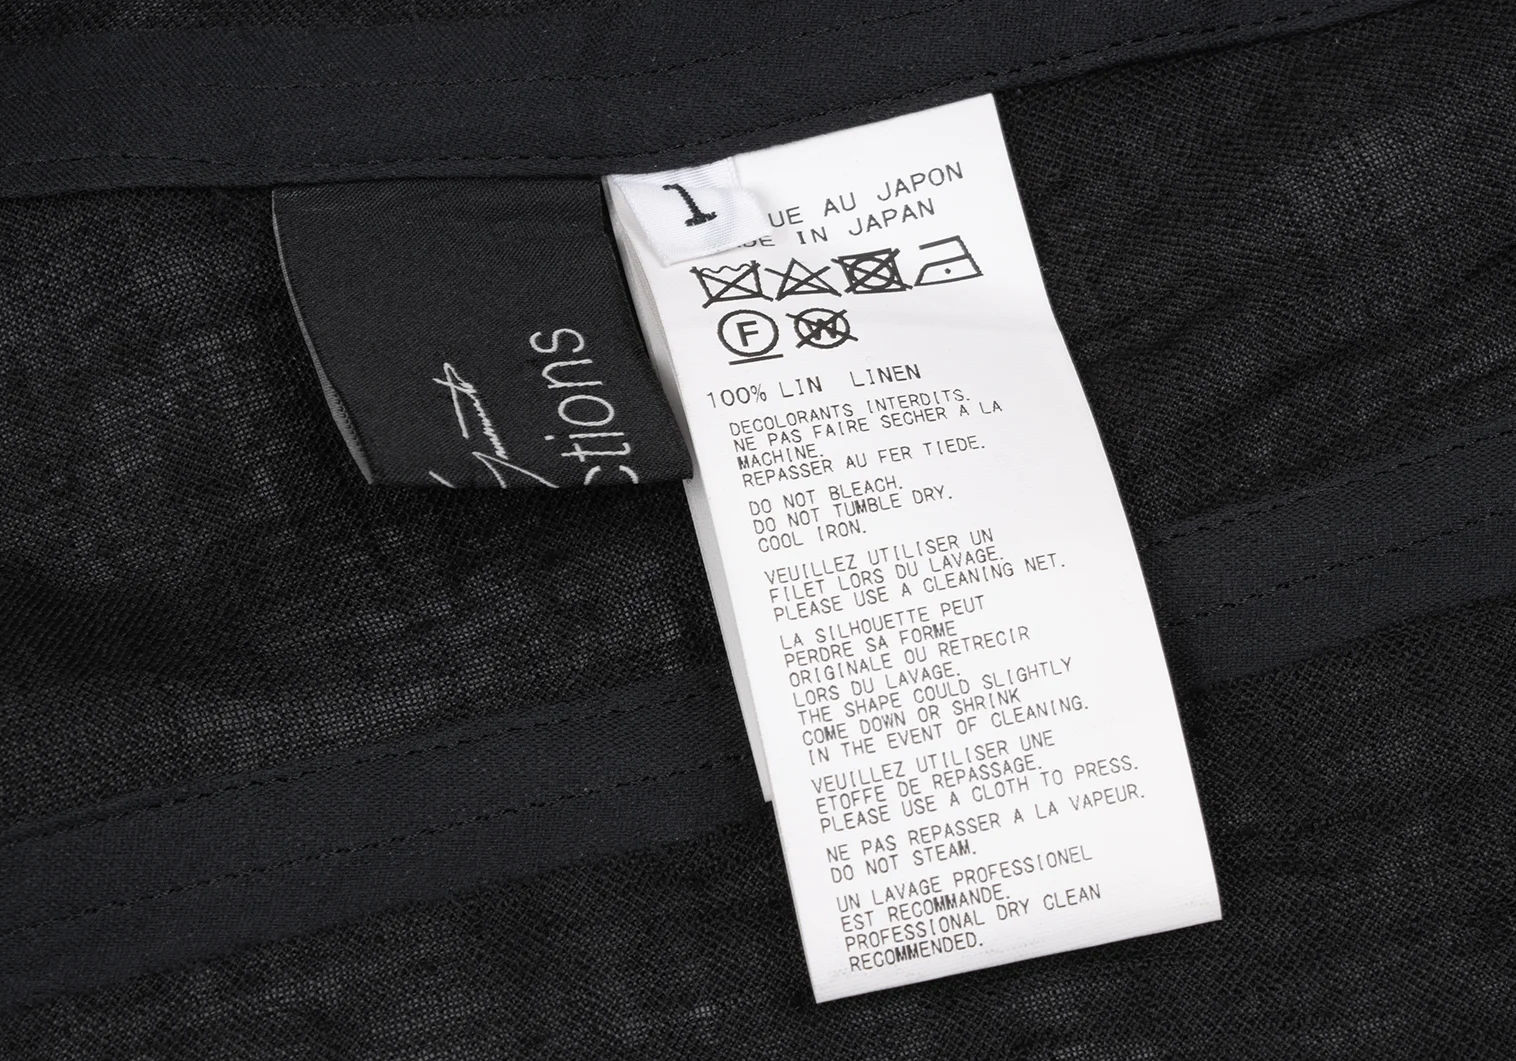 1
UE AU JAPON
IN JAPAN
F W
100% LIN LINEN
DECOLORANTS INTERDITS.
NE PAS FAIRE SECHER A LA
MACHINE.
REPASSER AU FER TIEDE.
DO NOT BLEACH.
DO NOT TUMBLE DRY.
COOL IRON.
VEUILLEZ UTILISER UN
FILET LORS DU LAVAGE.
PLEASE USE A CLEANING NET.
LA SILHOUETTE PEUT
PERDRE SA FORME
ORIGINALE OU RETRECIR
LORS DU LAVAGE.
THE SHAPE COULD SLIGHTLY
COME DOWN OR SHRINK
IN THE EVENT OF CLEANING.
VEUILLEZ UTILISER UNE
ETOFFE DE REPASSAGE.
PLEASE USE A CLOTH TO PRESS.
NE PAS REPASSER A LA VAPEUR.
DO NOT STEAM.
UN LAVAGE PROFESSIONEL
EST RECOMMANDE.
PROFESSIONAL DRY CLEAN
RECOMMENDED.
ctions